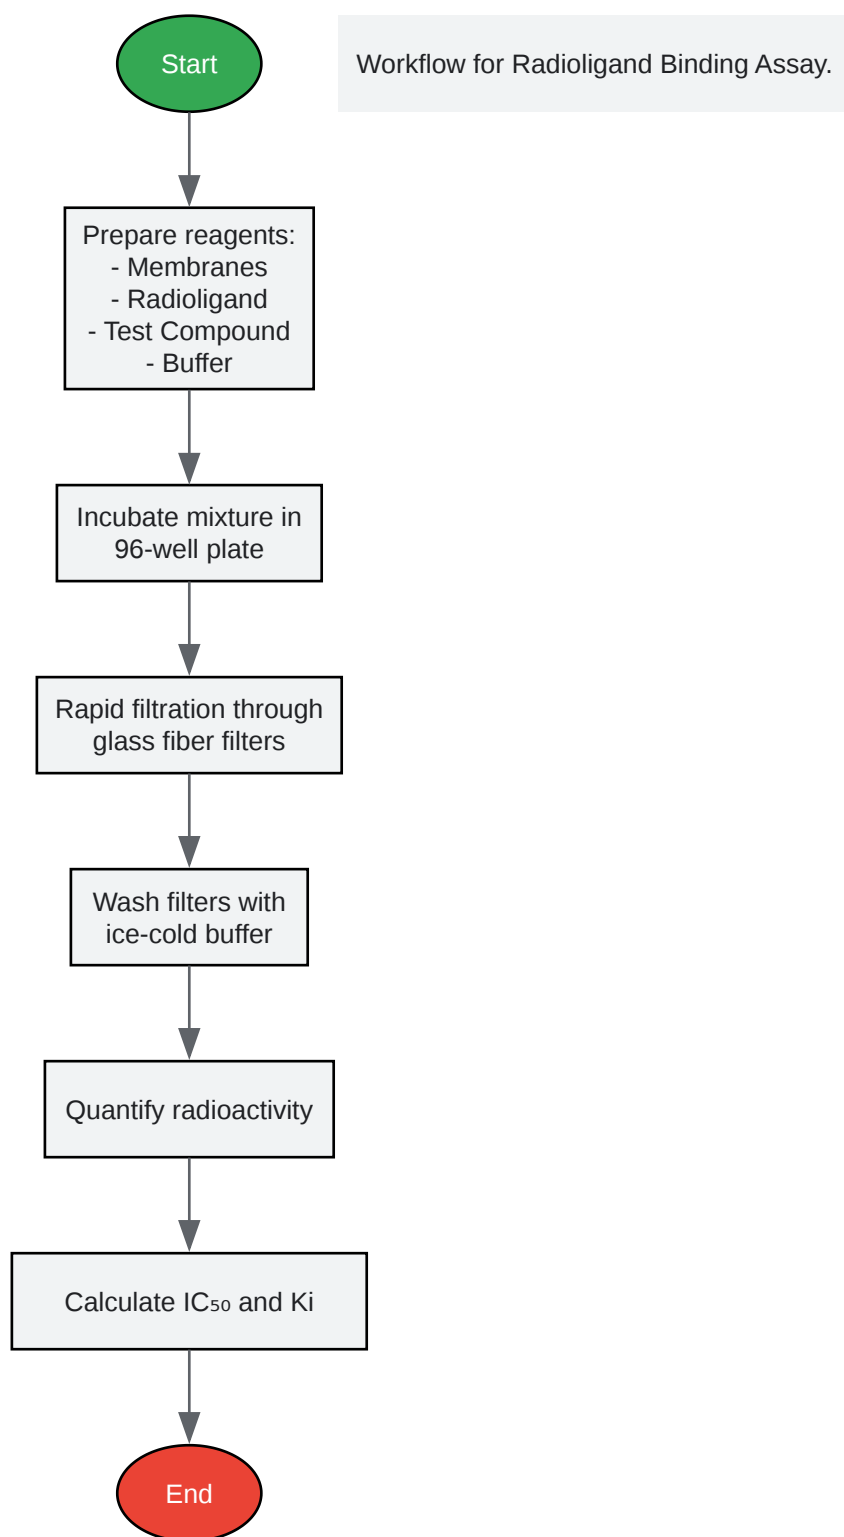 Start
Workflow for Radioligand Binding Assay.
Prepare reagents:
- Membranes
- Radioligand
- Test Compound
- Buffer
Incubate mixture in
96-well plate
Rapid filtration through
glass fiber filters
Wash filters with
ice-cold buffer
Quantify radioactivity
Calculate IC₅₀ and Ki
End